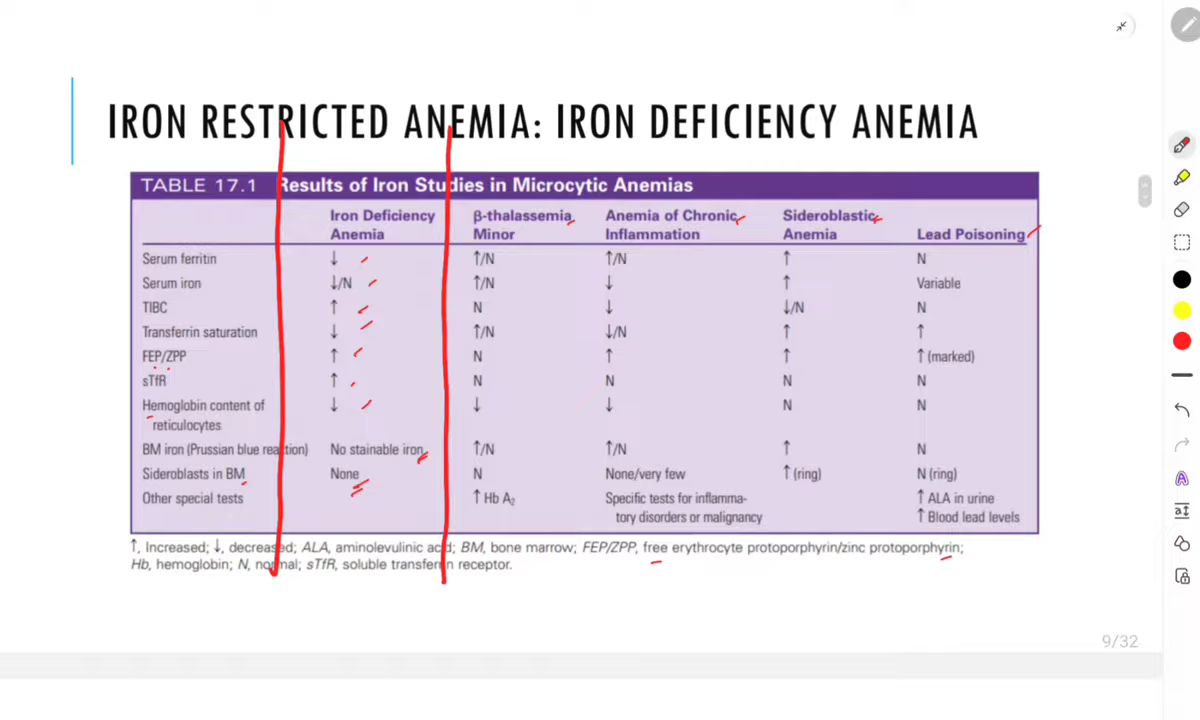 IRON RESTRICTED ANEMIA: IRON DEFICIENCY ANEMIA
TABLE 17.1 Results of Iron Studies in Microcytic Anemias
Iron Deficiency Anemia β-thalassemia Minor Anemia of Chronic Inflammation Sideroblastic Anemia Lead Poisoning
Serum ferritin ↓ ↑/N ↑/N ↑ N
Serum iron ↓/N ↑/N ↓ ↑ Variable
TIBC ↑ N ↓ ↓/N N
Transferrin saturation ↓ ↑/N ↓/N ↑ ↑
FEP/ZPP ↑ N ↑ ↑ ↑ (marked)
sTfR ↑ N N N N
Hemoglobin content of reticulocytes ↓ ↓ ↓ N N
BM iron (Prussian blue reaction) No stainable iron ↑/N ↑/N ↑ N
Sideroblasts in BM None N None/very few ↑ (ring) N (ring)
Other special tests ↑ Hb A2 Specific tests for inflammatory disorders or malignancy ↑ ALA in urine ↑ Blood lead levels
↑, Increased; ↓, decreased; ALA, aminolevulinic acid; BM, bone marrow; FEP/ZPP, free erythrocyte protoporphyrin/zinc protoporphyrin;
Hb, hemoglobin; N, normal; sTfR, soluble transferrin receptor.
9/32